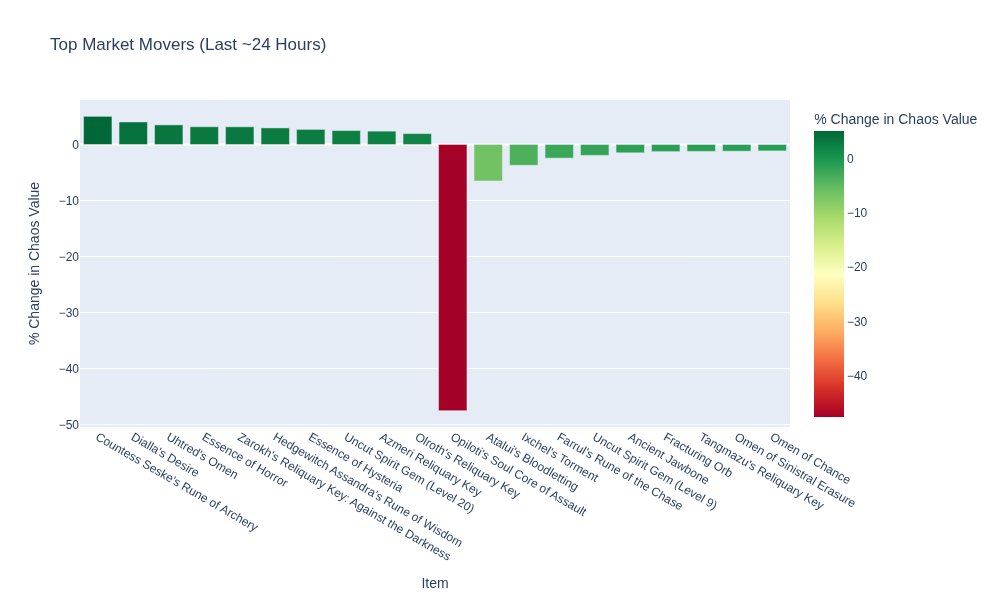 Top Market Movers (Last ~24 Hours)
% Change in Chaos Value
0
−10
−20
−30
−40
−50
% Change in Chaos Value
0
−10
−20
−30
−40
Countess Seske's Rune of Archery
Dialla's Desire
Uhtred's Omen
Essence of Horror
Zarokh's Reliquary Key: Against the Darkness
Hedgewitch Assandra's Rune of Wisdom
Essence of Hysteria
Uncut Spirit Gem (Level 20)
Azmeri Reliquary Key
Olroth's Reliquary Key
Opiloti's Soul Core of Assault
Atalui's Bloodletting
Ixchel's Torment
Farrul's Rune of the Chase
Uncut Spirit Gem (Level 9)
Ancient Jawbone
Fracturing Orb
Tangmazu's Reliquary Key
Omen of Sinistral Erasure
Omen of Chance
Item